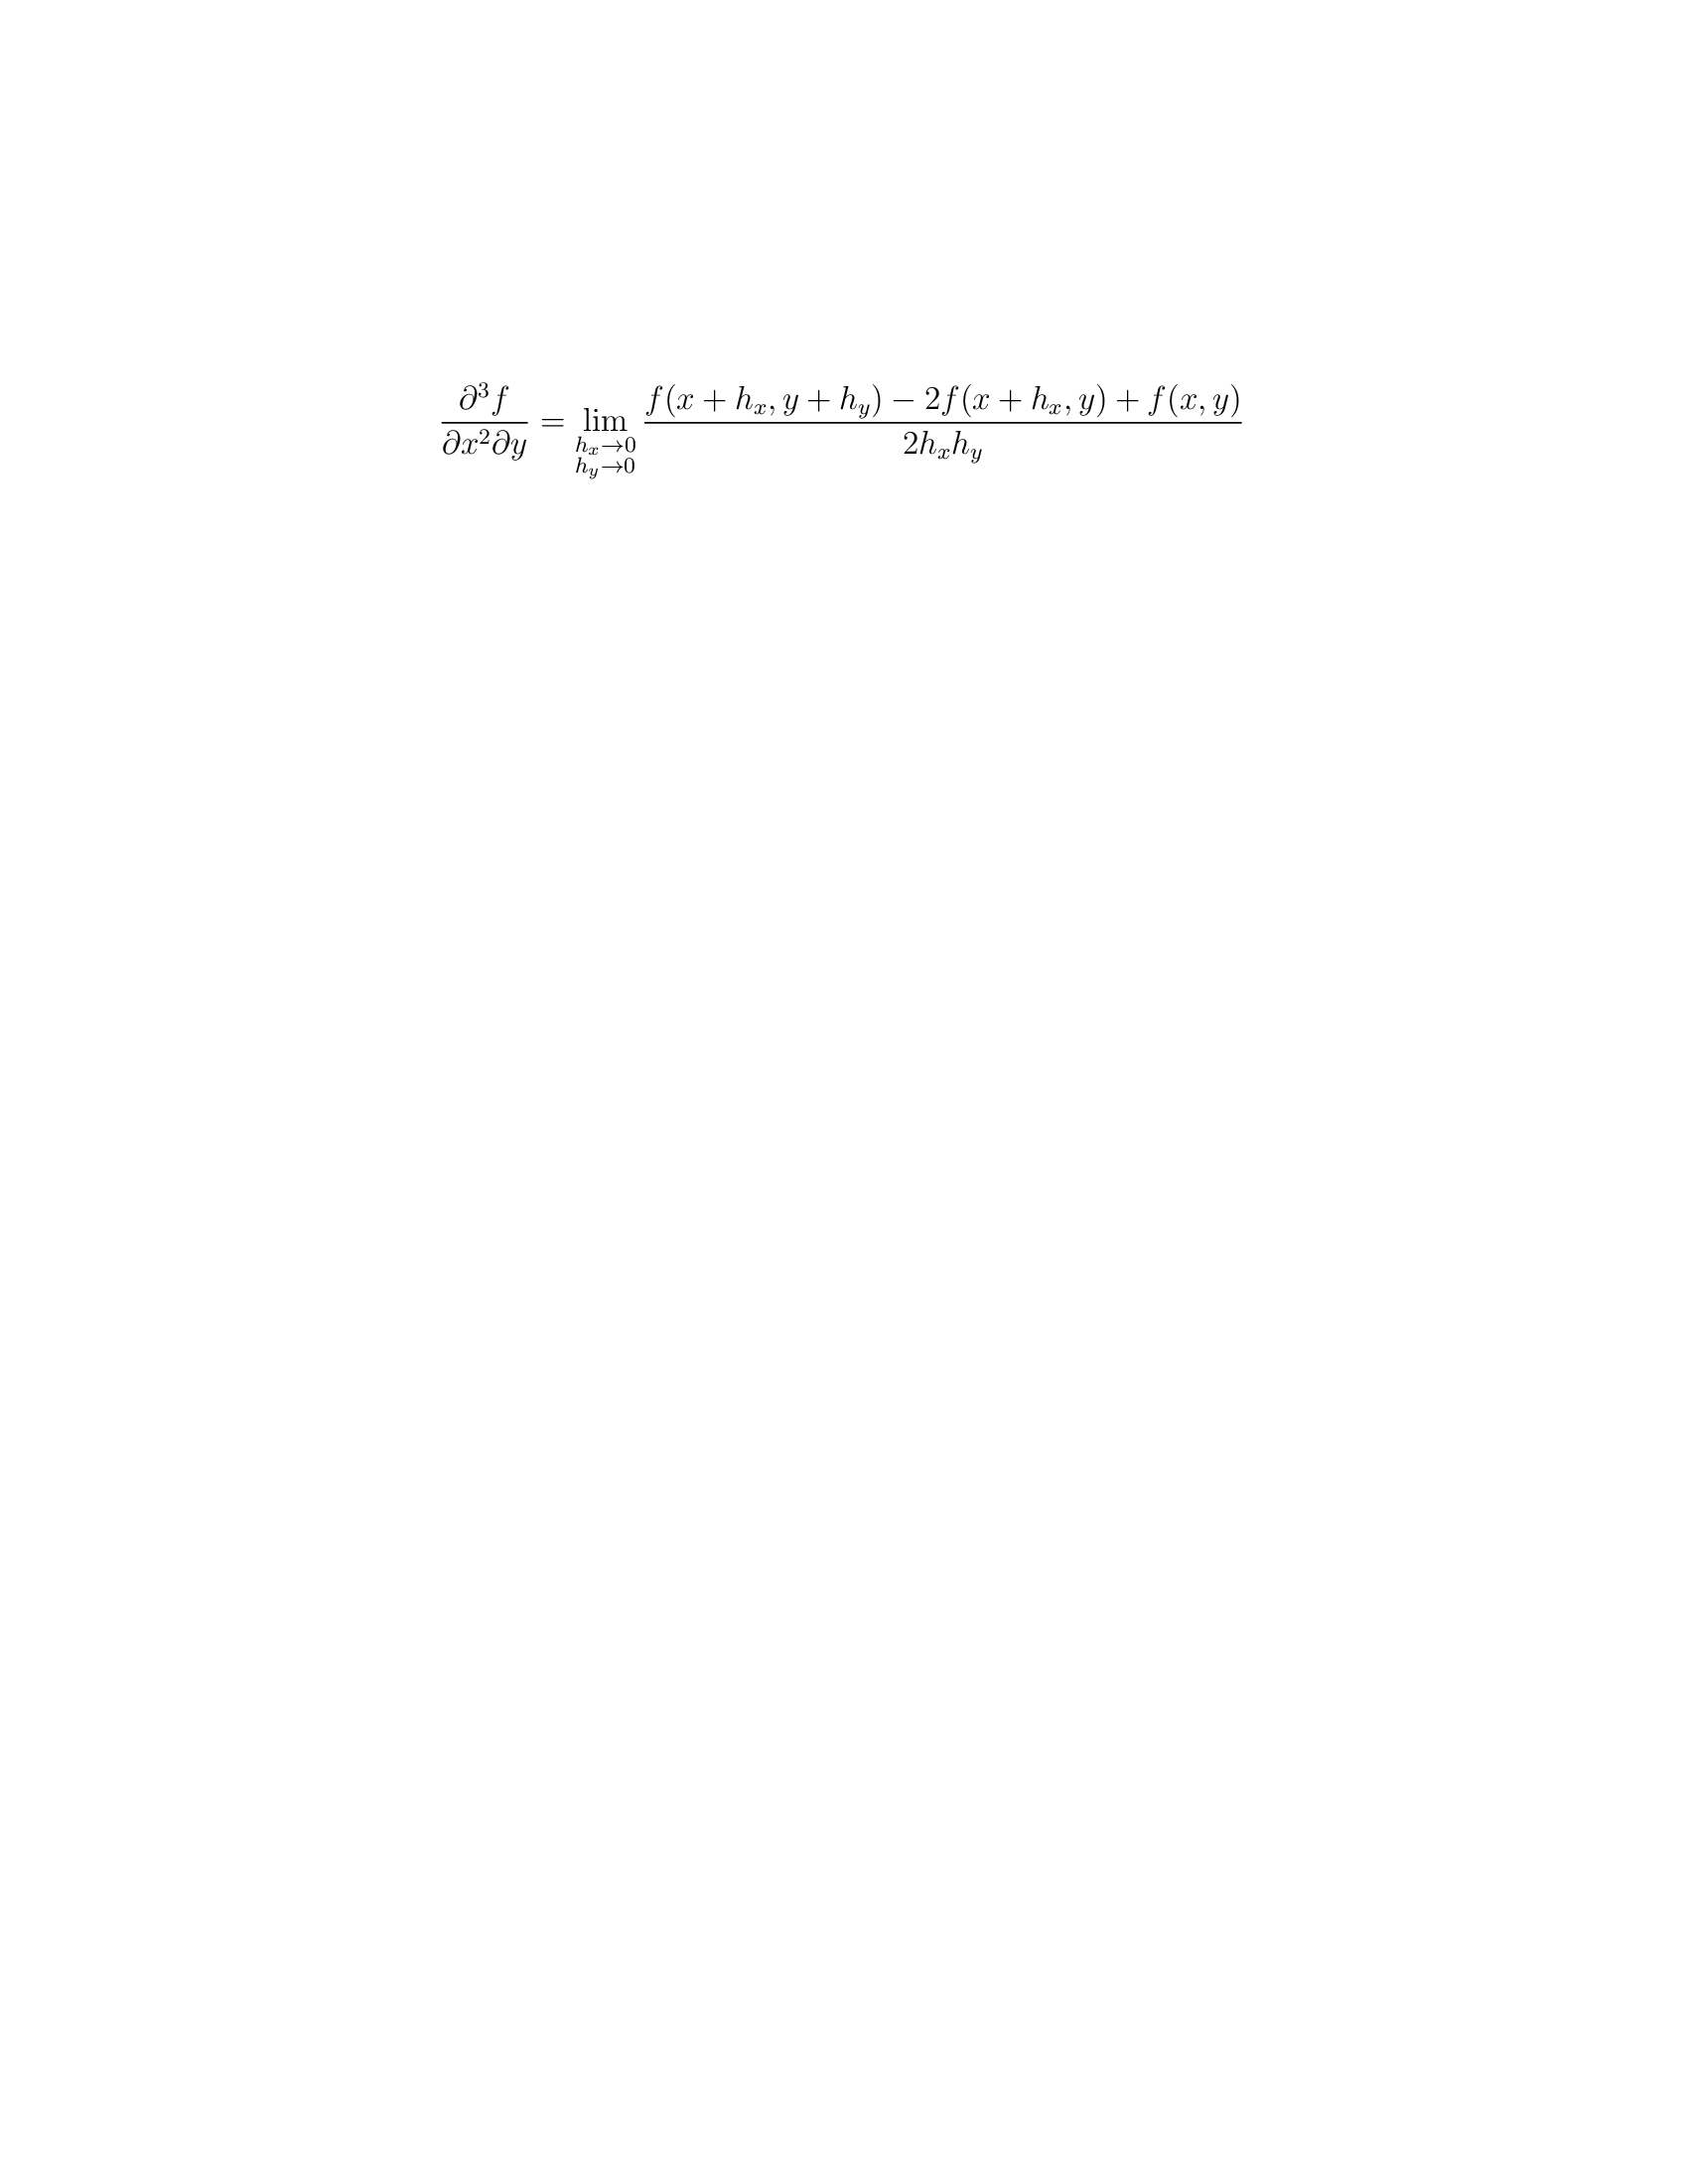 \frac{\partial^3 f}{\partial x^2 \partial y} = \lim_{\substack{h_x \to 0 \\ h_y \to 0}} \frac{f(x + h_x, y + h_y) - 2f(x + h_x, y) + f(x, y)}{2h_x h_y}